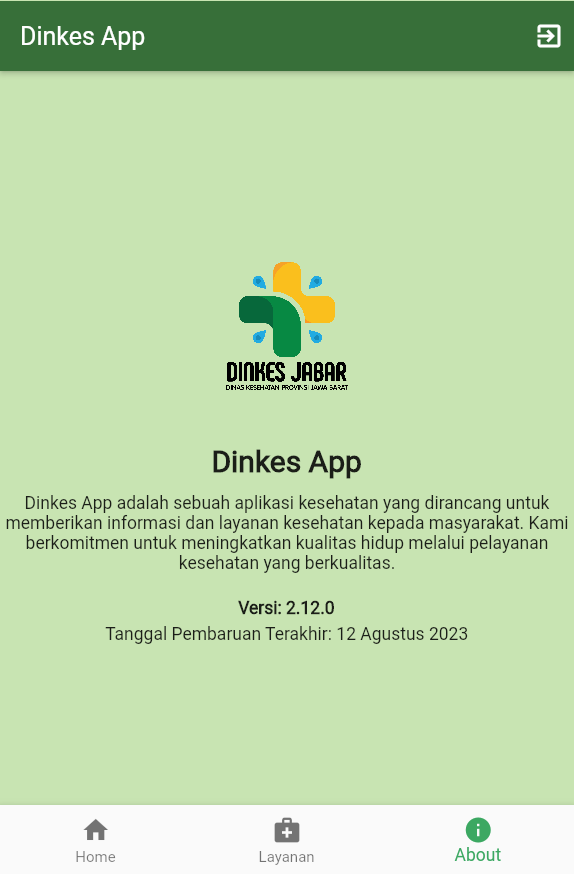 Dinkes App
DINKES JABAR
DINAS KESEHATAN PROVINSI JAWA BARAT
Dinkes App
Dinkes App adalah sebuah aplikasi kesehatan yang dirancang untuk
memberikan informasi dan layanan kesehatan kepada masyarakat. Kami
berkomitmen untuk meningkatkan kualitas hidup melalui pelayanan
kesehatan yang berkualitas.
Versi: 2.12.0
Tanggal Pembaruan Terakhir: 12 Agustus 2023
Home
Layanan
About